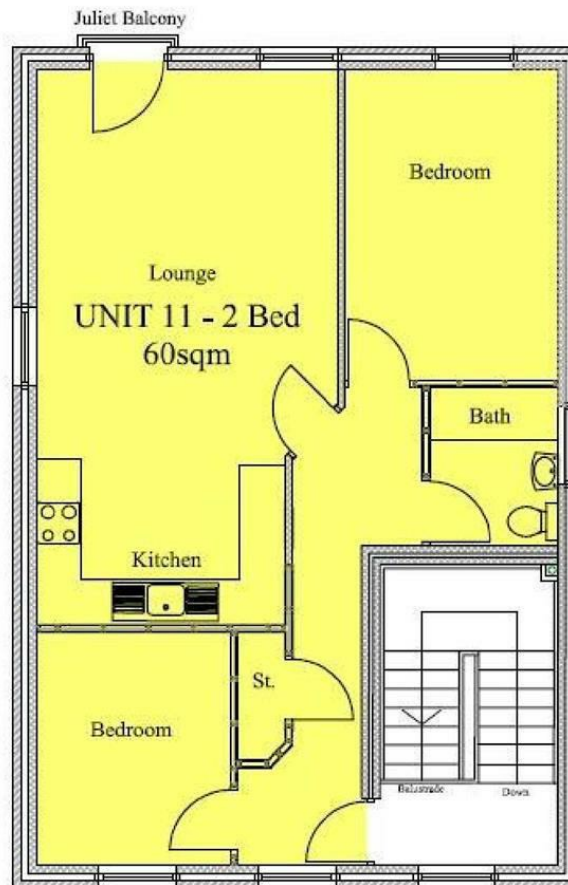 Juliet Balcony
Bedroom
Lounge
UNIT 11 - 2 Bed
60sqm
Bath
Kitchen
St.
Bedroom
Balustrade
Down